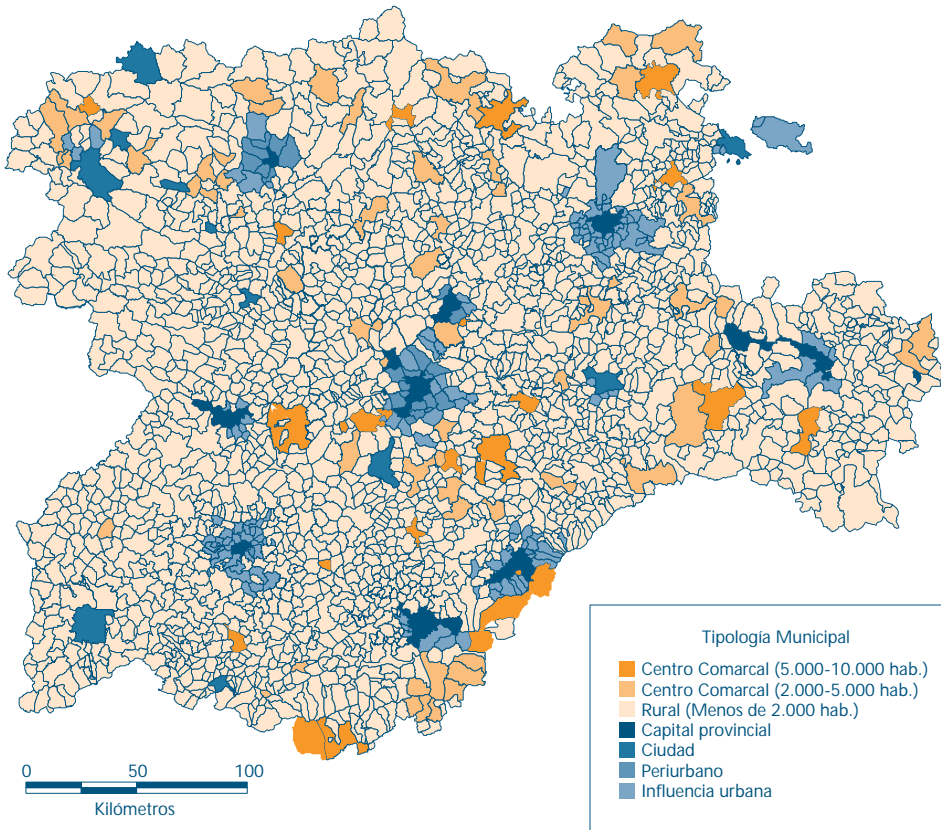 Tipología Municipal
Centro Comarcal (5.000-10.000 hab.)
Centro Comarcal (2.000-5.000 hab.)
Rural (Menos de 2.000 hab.)
Capital provincial
Ciudad
Periurbano
Influencia urbana
0 50 100
Kilómetros